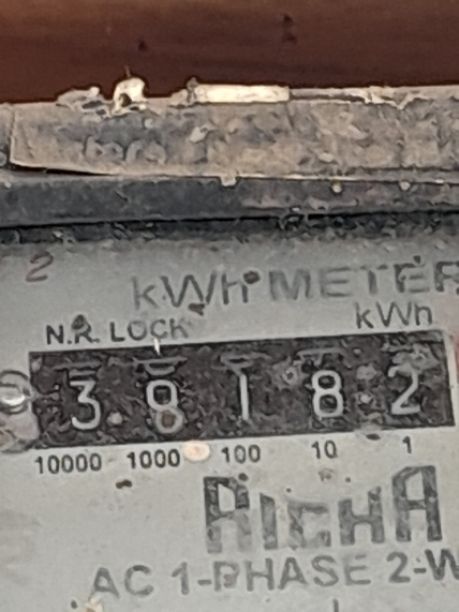 2
kWh METER
N.R. LOCK kWh
3 8 1 8 2
10000 1000 100 10 1
RICHA
AC 1-PHASE 2-W